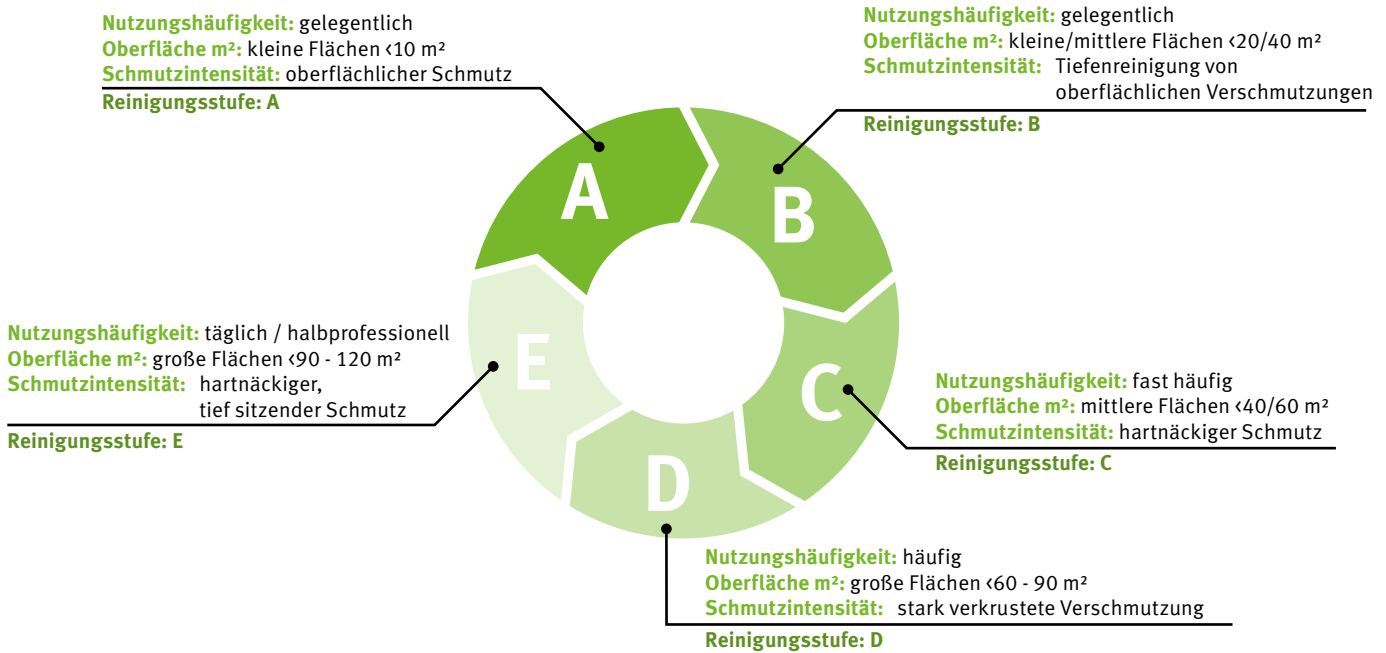 Nutzungshäufigkeit: gelegentlich
Oberfläche m²: kleine Flächen <10 m²
Schmutzintensität: oberflächlicher Schmutz
Reinigungsstufe: A
Nutzungshäufigkeit: gelegentlich
Oberfläche m²: kleine/mittlere Flächen <20/40 m²
Schmutzintensität: Tiefenreinigung von
oberflächlichen Verschmutzungen
Reinigungsstufe: B
A
B
Nutzungshäufigkeit: täglich / halbprofessionell
Oberfläche m²: große Flächen <90 - 120 m²
Schmutzintensität: hartnäckiger,
tief sitzender Schmutz
Reinigungsstufe: E
E
C
Nutzungshäufigkeit: fast häufig
Oberfläche m²: mittlere Flächen <40/60 m²
Schmutzintensität: hartnäckiger Schmutz
Reinigungsstufe: C
D
Nutzungshäufigkeit: häufig
Oberfläche m²: große Flächen <60 - 90 m²
Schmutzintensität: stark verkrustete Verschmutzung
Reinigungsstufe: D